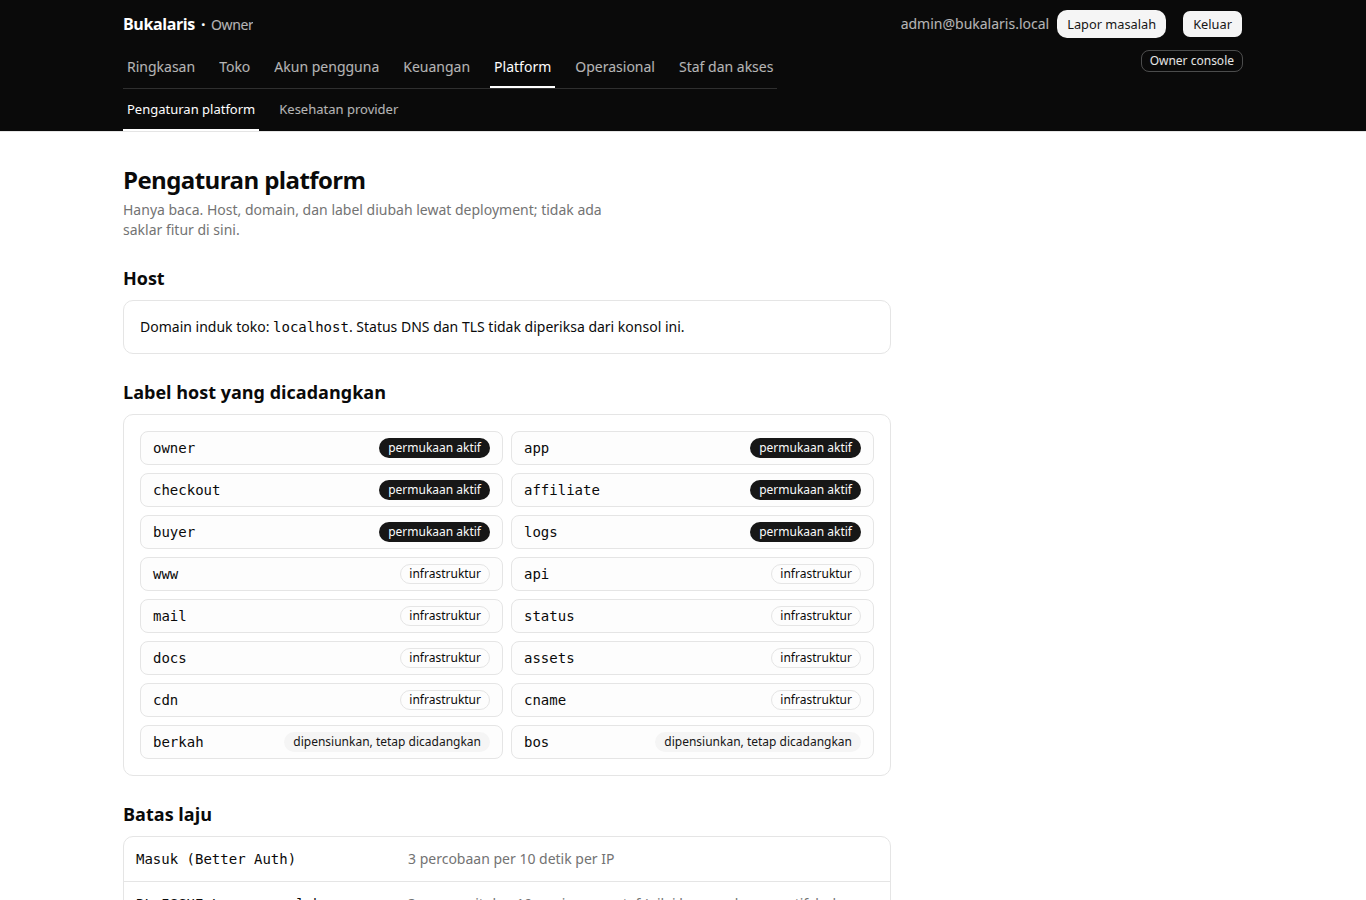 Bukalaris · Owner
admin@bukalaris.local
Lapor masalah
Keluar
Ringkasan
Toko
Akun pengguna
Keuangan
Platform
Operasional
Staf dan akses
Owner console
Pengaturan platform
Kesehatan provider
Pengaturan platform
Hanya baca. Host, domain, dan label diubah lewat deployment; tidak ada
saklar fitur di sini.
Host
Domain induk toko: localhost. Status DNS dan TLS tidak diperiksa dari konsol ini.
Label host yang dicadangkan
owner permukaan aktif
app permukaan aktif
checkout permukaan aktif
affiliate permukaan aktif
buyer permukaan aktif
logs permukaan aktif
www infrastruktur
api infrastruktur
mail infrastruktur
status infrastruktur
docs infrastruktur
assets infrastruktur
cdn infrastruktur
cname infrastruktur
berkah dipensiunkan, tetap dicadangkan
bos dipensiunkan, tetap dicadangkan
Batas laju
Masuk (Better Auth) 3 percobaan per 10 detik per IP